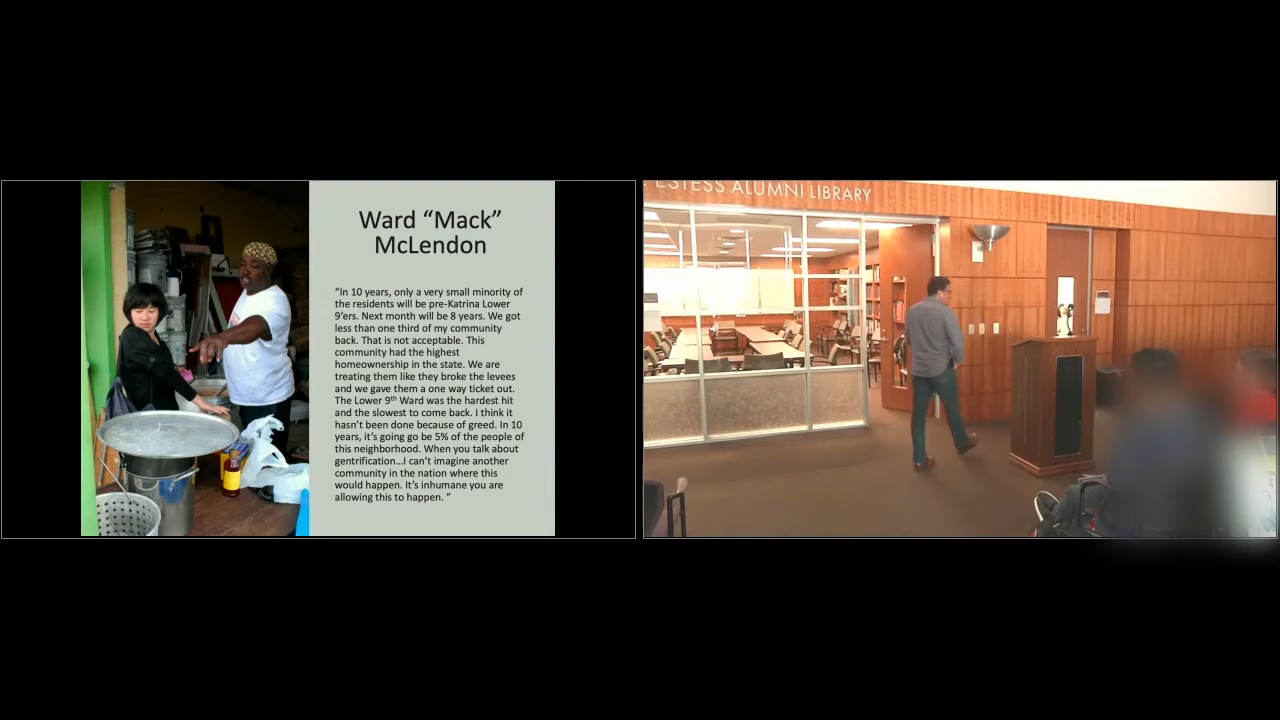 Ward “Mack”
McLendon
“In 10 years, only a very small minority of
the residents will be pre-Katrina Lower
9’ers. Next month will be 8 years. We got
less than one third of my community
back. That is not acceptable. This
community had the highest
homeownership in the state. We are
treating them like they broke the levees
and we gave them a one way ticket out.
The Lower 9th Ward was the hardest hit
and the slowest to come back. I think it
hasn’t been done because of greed. In 10
years, it’s going go be 5% of the people of
this neighborhood. When you talk about
gentrification…I can’t imagine another
community in the nation where this
would happen. It’s inhumane you are
allowing this to happen. ”
ESTESS ALUMNI LIBRARY